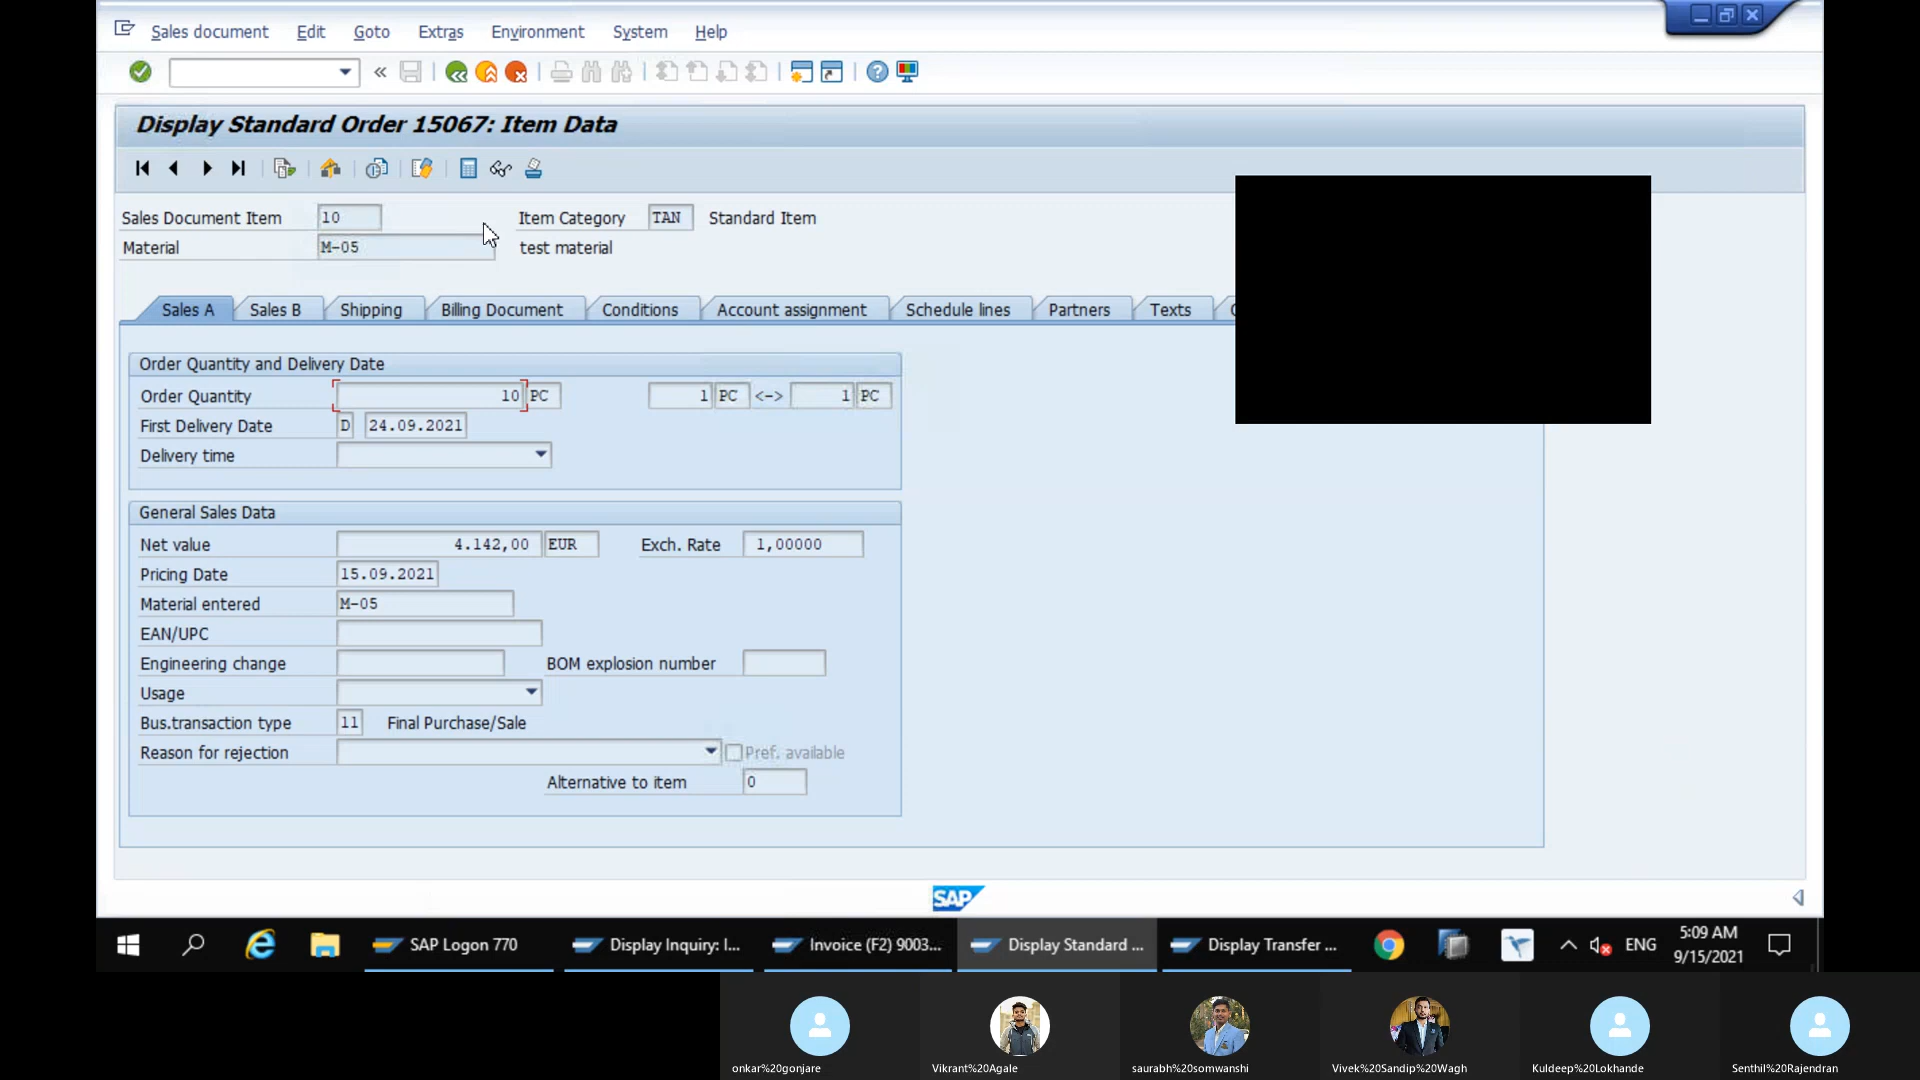 Sales document Edit Goto Extras Environment System Help
Display Standard Order 15067: Item Data
Sales Document Item 10 Item Category TAN Standard Item
Material M-05 test material
Sales A Sales B Shipping Billing Document Conditions Account assignment Schedule lines Partners Texts
Order Quantity and Delivery Date
Order Quantity 10 PC 1 PC <-> 1 PC
First Delivery Date D 24.09.2021
Delivery time
General Sales Data
Net value 4.142,00 EUR Exch. Rate 1,00000
Pricing Date 15.09.2021
Material entered M-05
EAN/UPC
Engineering change BOM explosion number
Usage
Bus.transaction type 11 Final Purchase/Sale
Reason for rejection Pref. available
Alternative to item 0
SAP
SAP Logon 770 Display Inquiry: I... Invoice (F2) 9003... Display Standard ... Display Transfer ... ENG 5:09 AM
9/15/2021
onkar%20gonjare Vikrant%20Agale saurabh%20somwanshi Vivek%20Sandip%20Wagh Kuldeep%20Lokhande Senthil%20Rajendran